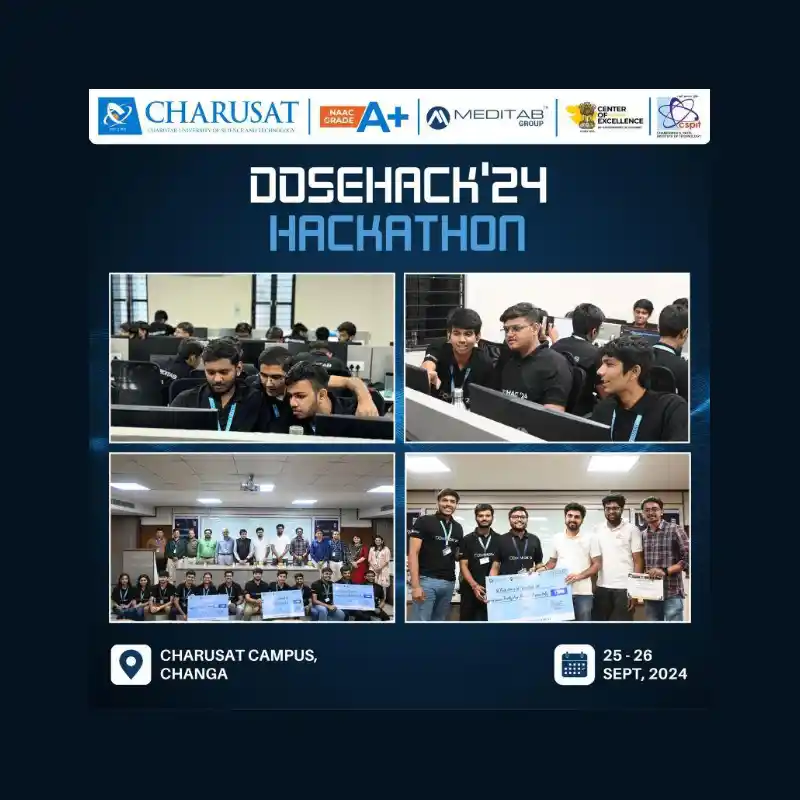 CHARUSAT
CHAROTAR UNIVERSITY OF SCIENCE AND TECHNOLOGY
NAAC
GRADE
A+
MEDITAB
GROUP
CENTER
OF
EXCELLENCE
cspit
DOSEHACK'24
HACKATHON
CHARUSAT CAMPUS,
CHANGA
25 - 26
SEPT, 2024